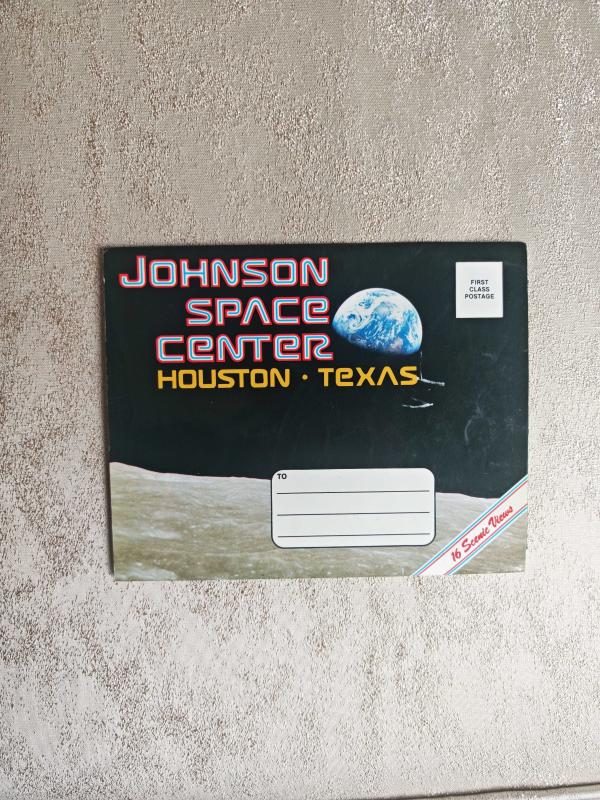 JOHNSON
SPACE
CENTER
HOUSTON · TEXAS
FIRST
CLASS
POSTAGE
TO
16 Scenic Views